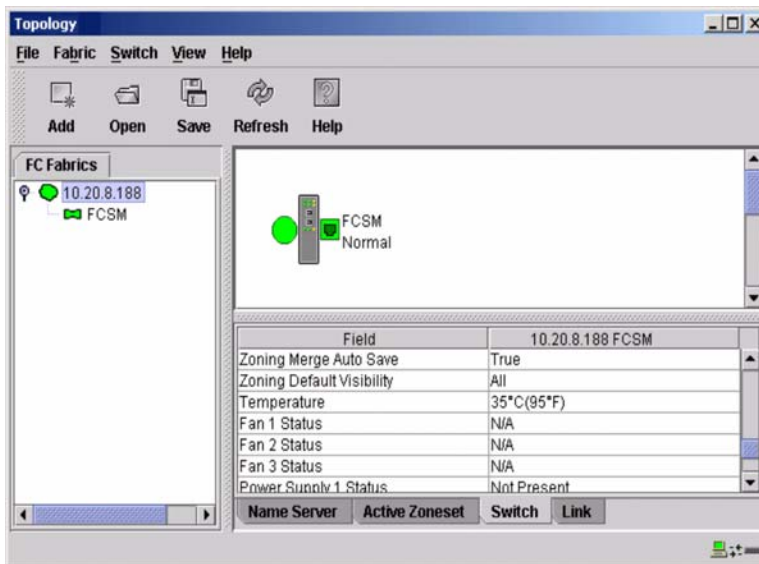 Topology
File Fabric Switch View Help
Add Open Save Refresh Help
FC Fabrics
10.20.8.188
FCSM
FCSM
Normal
Field 10.20.8.188 FCSM
Zoning Merge Auto Save True
Zoning Default Visibility All
Temperature 35°C(95°F)
Fan 1 Status N/A
Fan 2 Status N/A
Fan 3 Status N/A
Power Supply 1 Status Not Present
Name Server Active Zoneset Switch Link